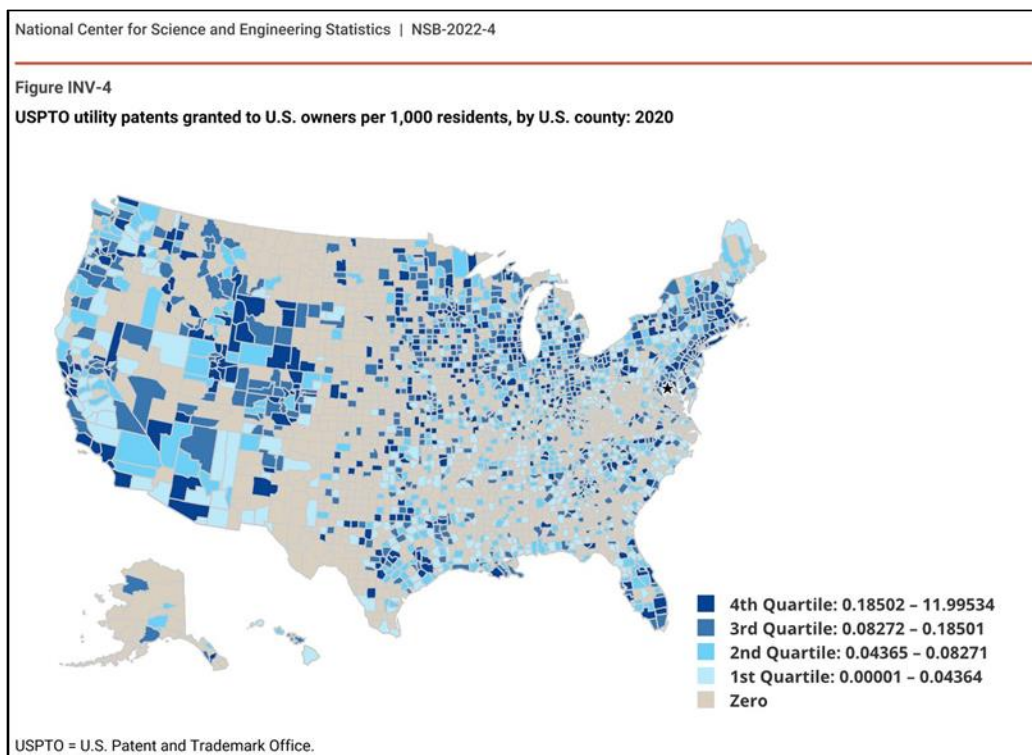 National Center for Science and Engineering Statistics | NSB-2022-4
Figure INV-4
USPTO utility patents granted to U.S. owners per 1,000 residents, by U.S. county: 2020
4th Quartile: 0.18502 – 11.99534
3rd Quartile: 0.08272 – 0.18501
2nd Quartile: 0.04365 – 0.08271
1st Quartile: 0.00001 – 0.04364
Zero
USPTO = U.S. Patent and Trademark Office.